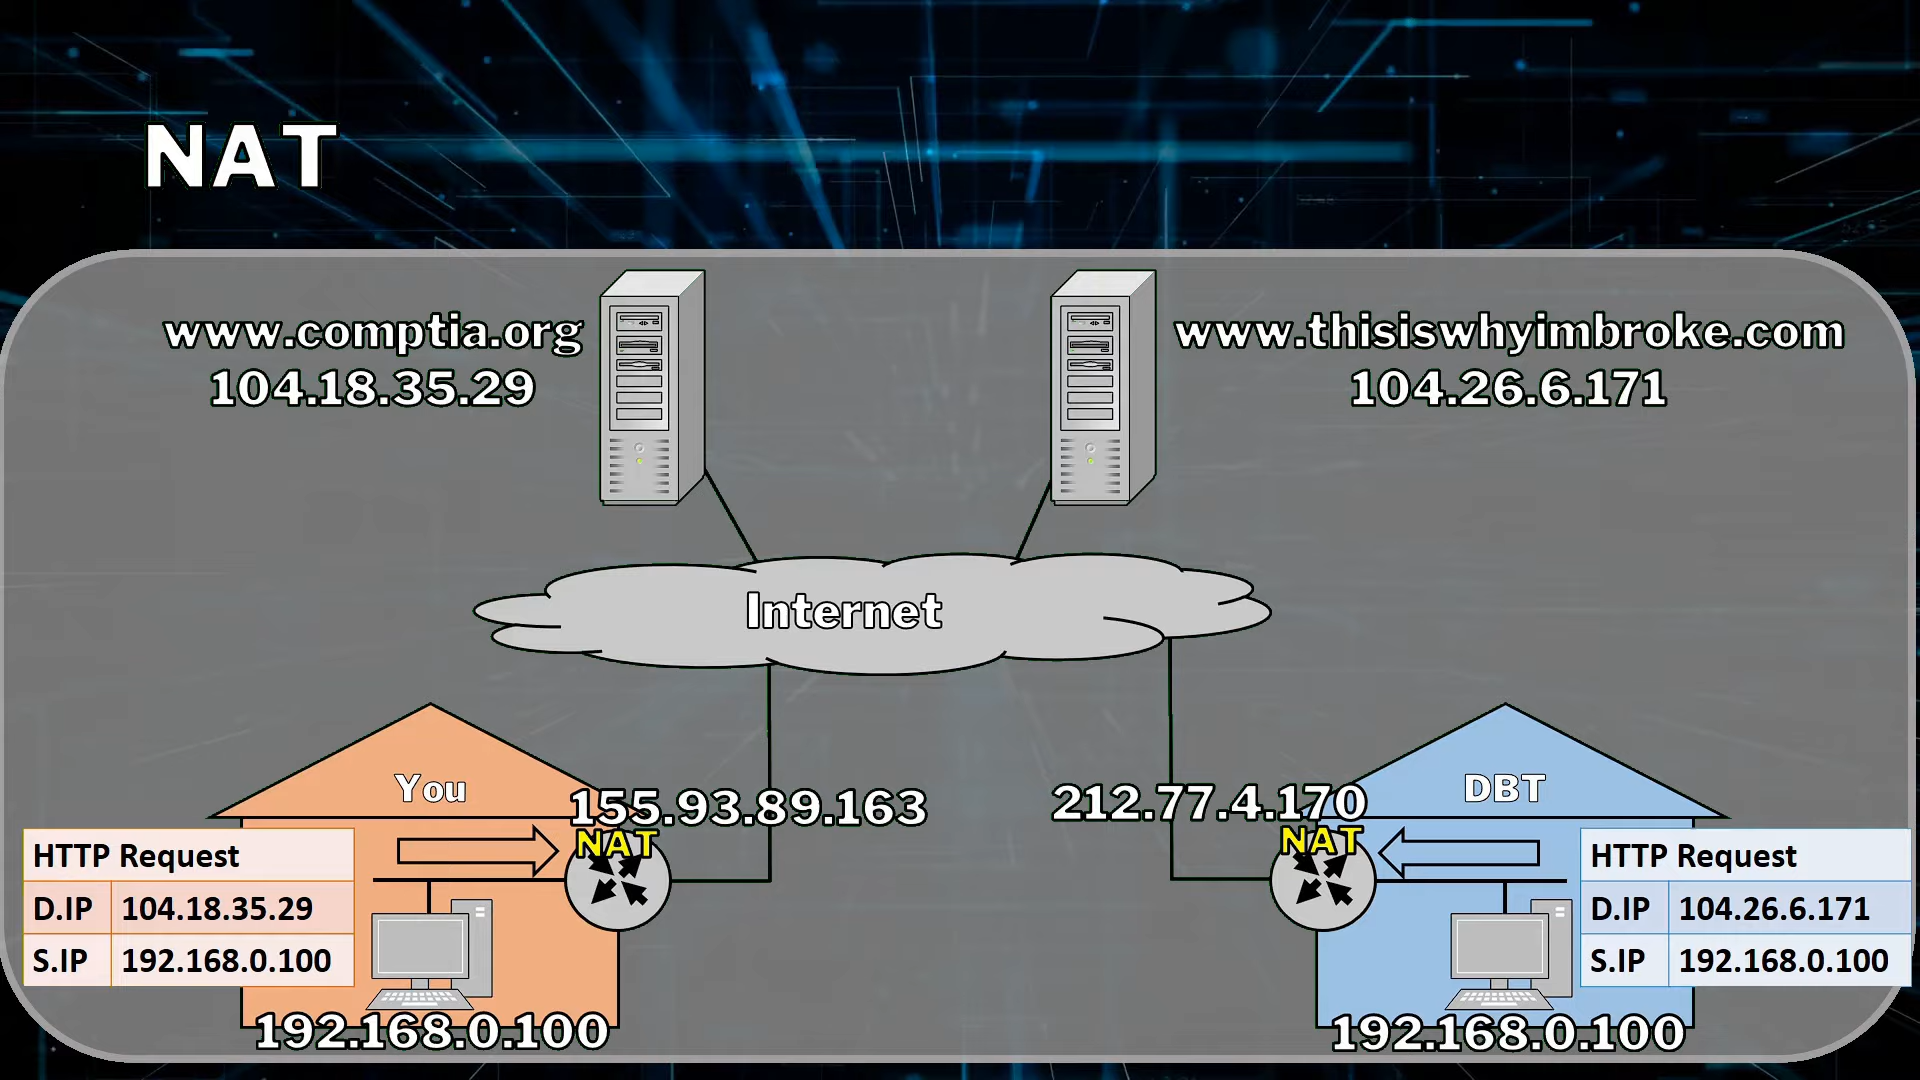 NAT
www.comptia.org
104.18.35.29
www.thisiswhyimbroke.com
104.26.6.171
Internet
You
155.93.89.163
NAT
HTTP Request
D.IP 104.18.35.29
S.IP 192.168.0.100
192.168.0.100
212.77.4.170
NAT
DBT
HTTP Request
D.IP 104.26.6.171
S.IP 192.168.0.100
192.168.0.100